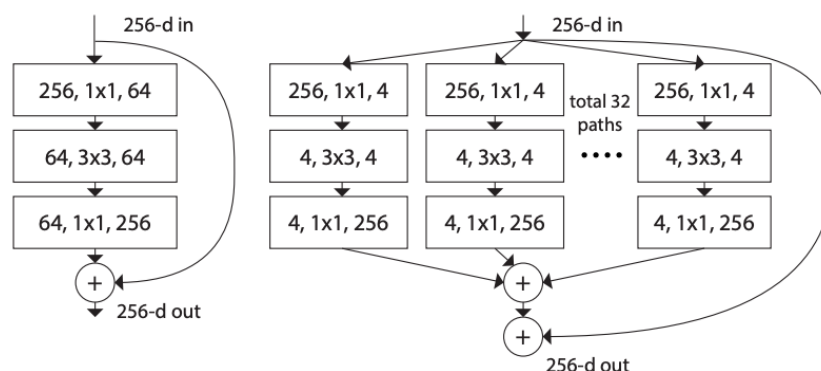 256-d in
256, 1x1, 64
64, 3x3, 64
64, 1x1, 256
+
256-d out
256-d in
256, 1x1, 4
256, 1x1, 4
total 32
paths
256, 1x1, 4
4, 3x3, 4
4, 3x3, 4
....
4, 3x3, 4
4, 1x1, 256
4, 1x1, 256
4, 1x1, 256
+
+
256-d out